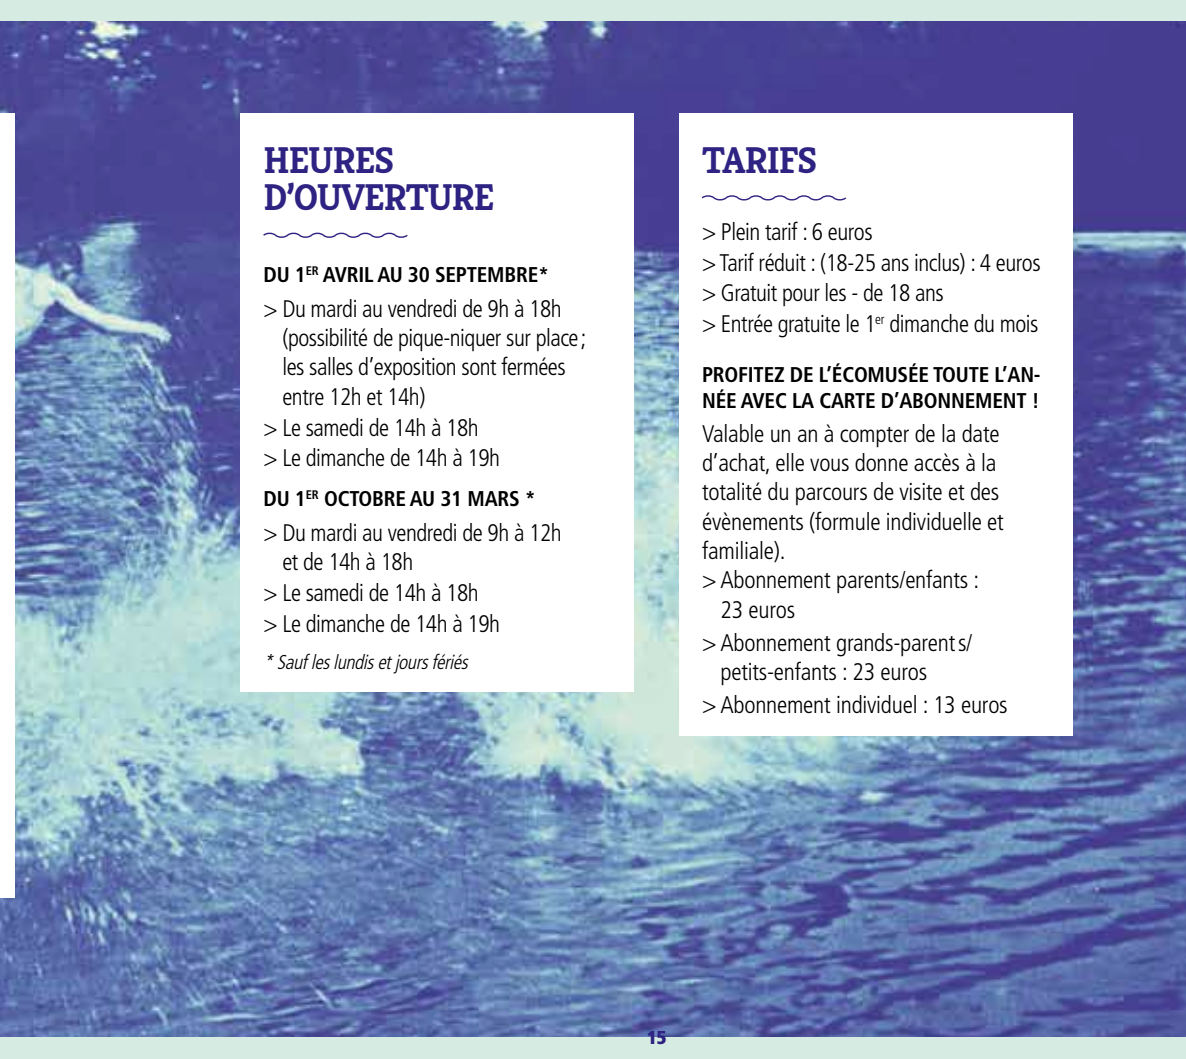 HEURES
D’OUVERTURE
DU 1ER AVRIL AU 30 SEPTEMBRE*
> Du mardi au vendredi de 9h à 18h
(possibilité de pique-niquer sur place ;
les salles d’exposition sont fermées
entre 12h et 14h)
> Le samedi de 14h à 18h
> Le dimanche de 14h à 19h
DU 1ER OCTOBRE AU 31 MARS *
> Du mardi au vendredi de 9h à 12h
et de 14h à 18h
> Le samedi de 14h à 18h
> Le dimanche de 14h à 19h
* Sauf les lundis et jours fériés
TARIFS
> Plein tarif : 6 euros
> Tarif réduit : (18-25 ans inclus) : 4 euros
> Gratuit pour les - de 18 ans
> Entrée gratuite le 1er dimanche du mois
PROFITEZ DE L’ÉCOMUSÉE TOUTE L’AN-
NÉE AVEC LA CARTE D’ABONNEMENT !
Valable un an à compter de la date
d’achat, elle vous donne accès à la
totalité du parcours de visite et des
évènements (formule individuelle et
familiale).
> Abonnement parents/enfants :
23 euros
> Abonnement grands-parents/
petits-enfants : 23 euros
> Abonnement individuel : 13 euros
15